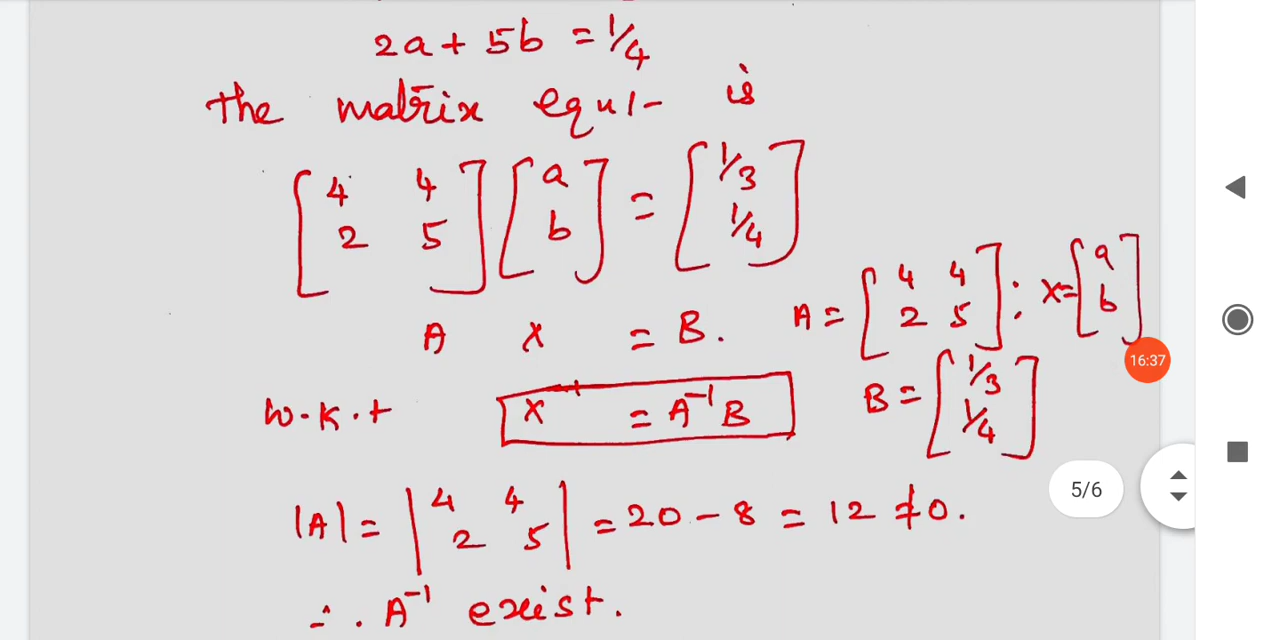 2a + 5b = 1/4
The matrix equl- is
[4 4
2 5] [a
b] = [1/3
1/4]
A X = B.
A = [4 4
2 5] ; X = [a
b]
B = [1/3
1/4]
16:37
W.K.t X = A⁻¹B
5/6
|A| = |4 4
2 5| = 20 - 8 = 12 ≠ 0.
∴ A⁻¹ exist.